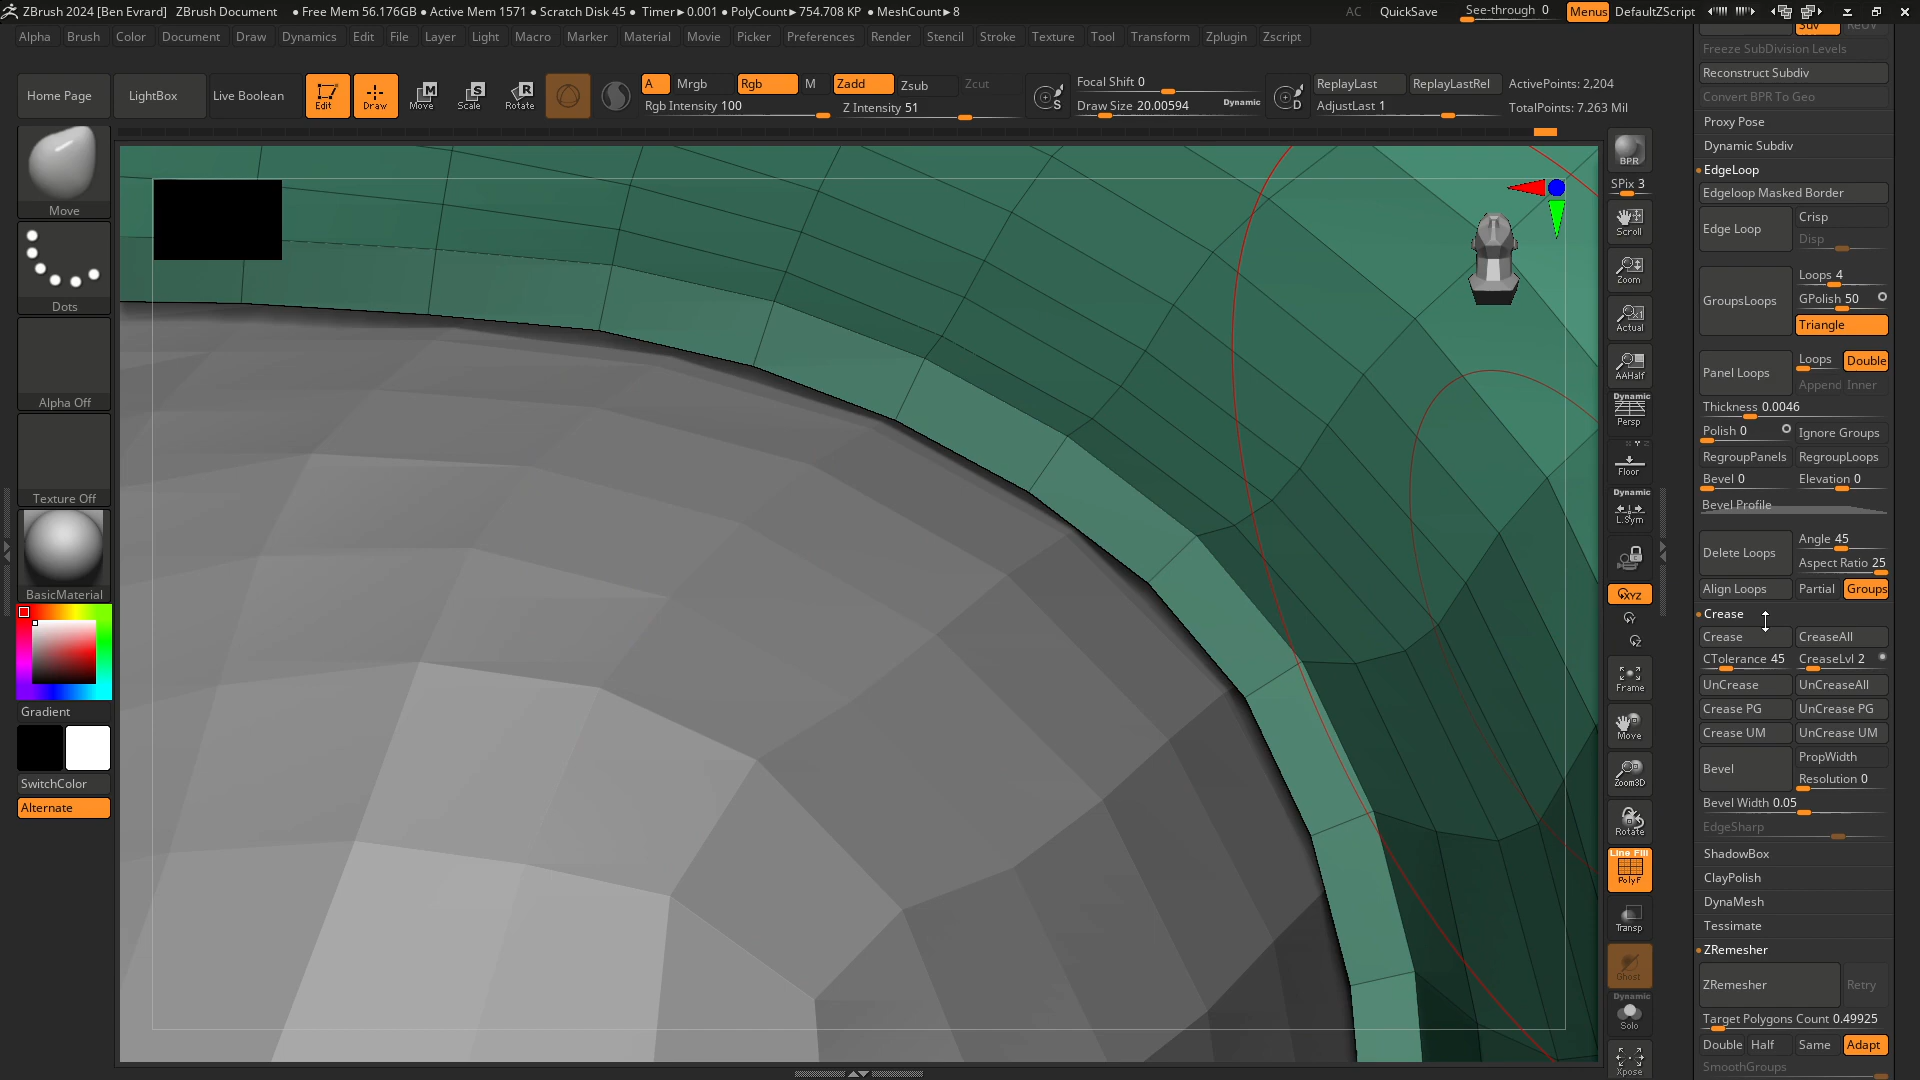 ZBrush 2024 [Ben Evrard] ZBrush Document • Free Mem 56.176GB • Active Mem 1571 • Scratch Disk 45 • Timer►0.001 • PolyCount►754.708 KP • MeshCount►8 AC QuickSave See-through 0 Menus DefaultZScript
Alpha Brush Color Document Draw Dynamics Edit File Layer Light Macro Marker Material Movie Picker Preferences Render Stencil Stroke Texture Tool Transform Zplugin Zscript
Home Page LightBox Live Boolean Edit Draw Move Scale Rotate
M S R
A Mrgb Rgb M Zadd Zsub Zcut
Rgb Intensity 100 Z Intensity 51
S Focal Shift 0
Draw Size 20.00594 Dynamic
D ReplayLast ReplayLastRel
AdjustLast 1
ActivePoints: 2,204
TotalPoints: 7.263 Mil
Move
Dots
Alpha Off
Texture Off
BasicMaterial
Gradient
SwitchColor
Alternate
BPR
SPix 3
Scroll
Zoom
Actual
AAHalf
Dynamic
Persp
Floor
Dynamic
L.Sym
XYZ
Frame
Move
Zoom3D
Rotate
Line Fill
PolyF
Transp
Ghost
Dynamic
Solo
Xpose
Freeze SubDivision Levels
Reconstruct Subdiv
Convert BPR To Geo
Proxy Pose
Dynamic Subdiv
EdgeLoop
Edgeloop Masked Border
Edge Loop Crisp
Disp
GroupsLoops Loops 4
GPolish 50
Triangle
Panel Loops Loops Double
Append Inner
Thickness 0.0046
Polish 0 Ignore Groups
RegroupPanels RegroupLoops
Bevel 0 Elevation 0
Bevel Profile
Delete Loops Angle 45
Aspect Ratio 25
Align Loops Partial Groups
Crease
Crease CreaseAll
CTolerance 45 CreaseLvl 2
UnCrease UnCreaseAll
Crease PG UnCrease PG
Crease UM UnCrease UM
Bevel PropWidth
Resolution 0
Bevel Width 0.05
EdgeSharp
ShadowBox
ClayPolish
DynaMesh
Tessimate
ZRemesher
ZRemesher Retry
Target Polygons Count 0.49925
Double Half Same Adapt
SmoothGroups